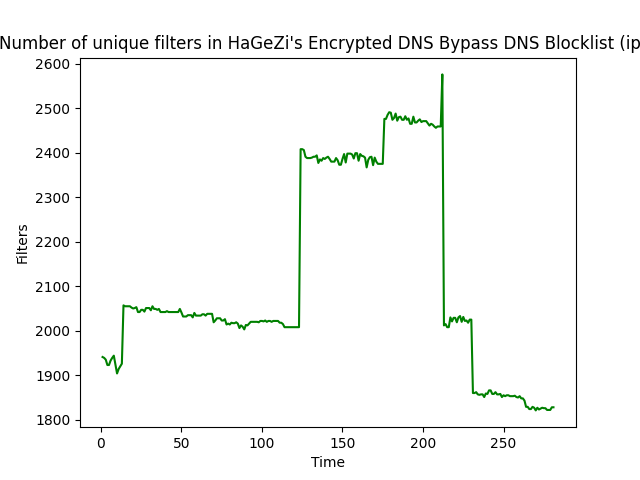 Number of unique filters in HaGeZi's Encrypted DNS Bypass DNS Blocklist (ip
2600
2500
2400
2300
2200
2100
2000
1900
1800
Filters
0 50 100 150 200 250
Time